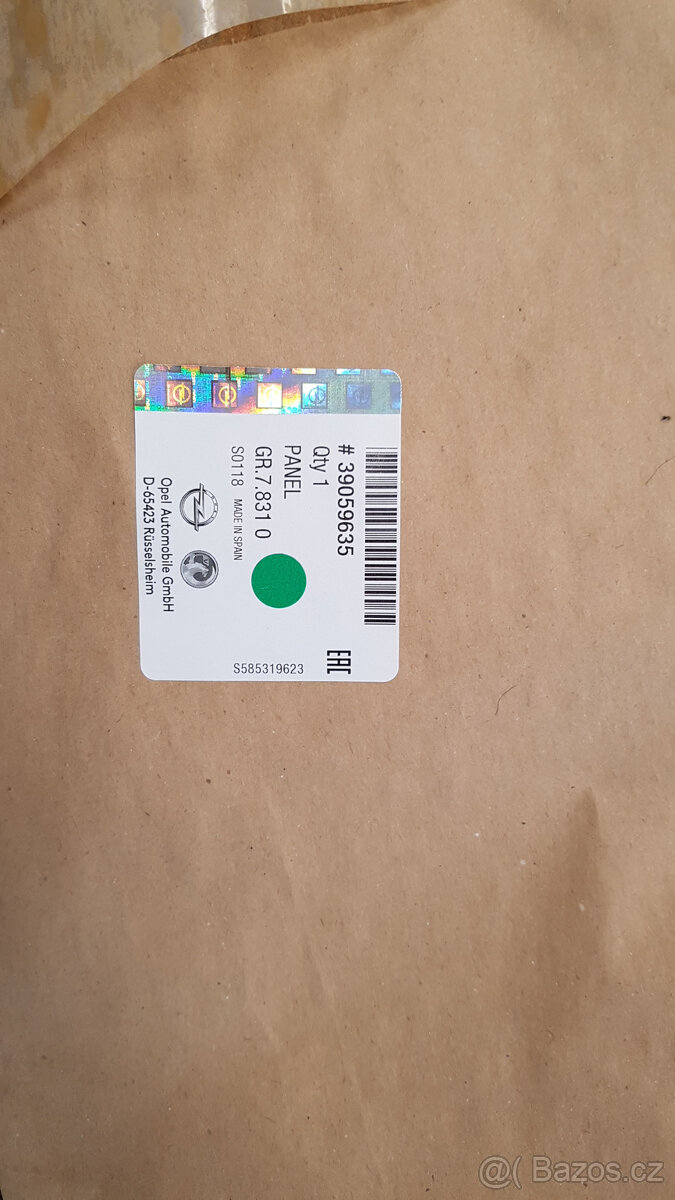 # 39059635
Qty 1
EAC
PANEL
GR.7.831 0
S0118 MADE IN SPAIN
S585319623
Opel Automobile GmbH
D-65423 Rüsselsheim
@( Bazos.cz